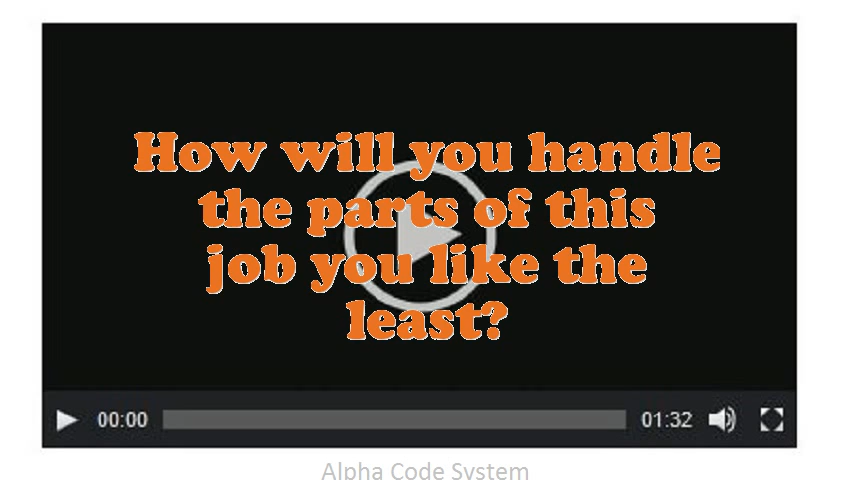 How will you handle
the parts of this
job you like the
least?
00:00
01:32
Alpha Code System